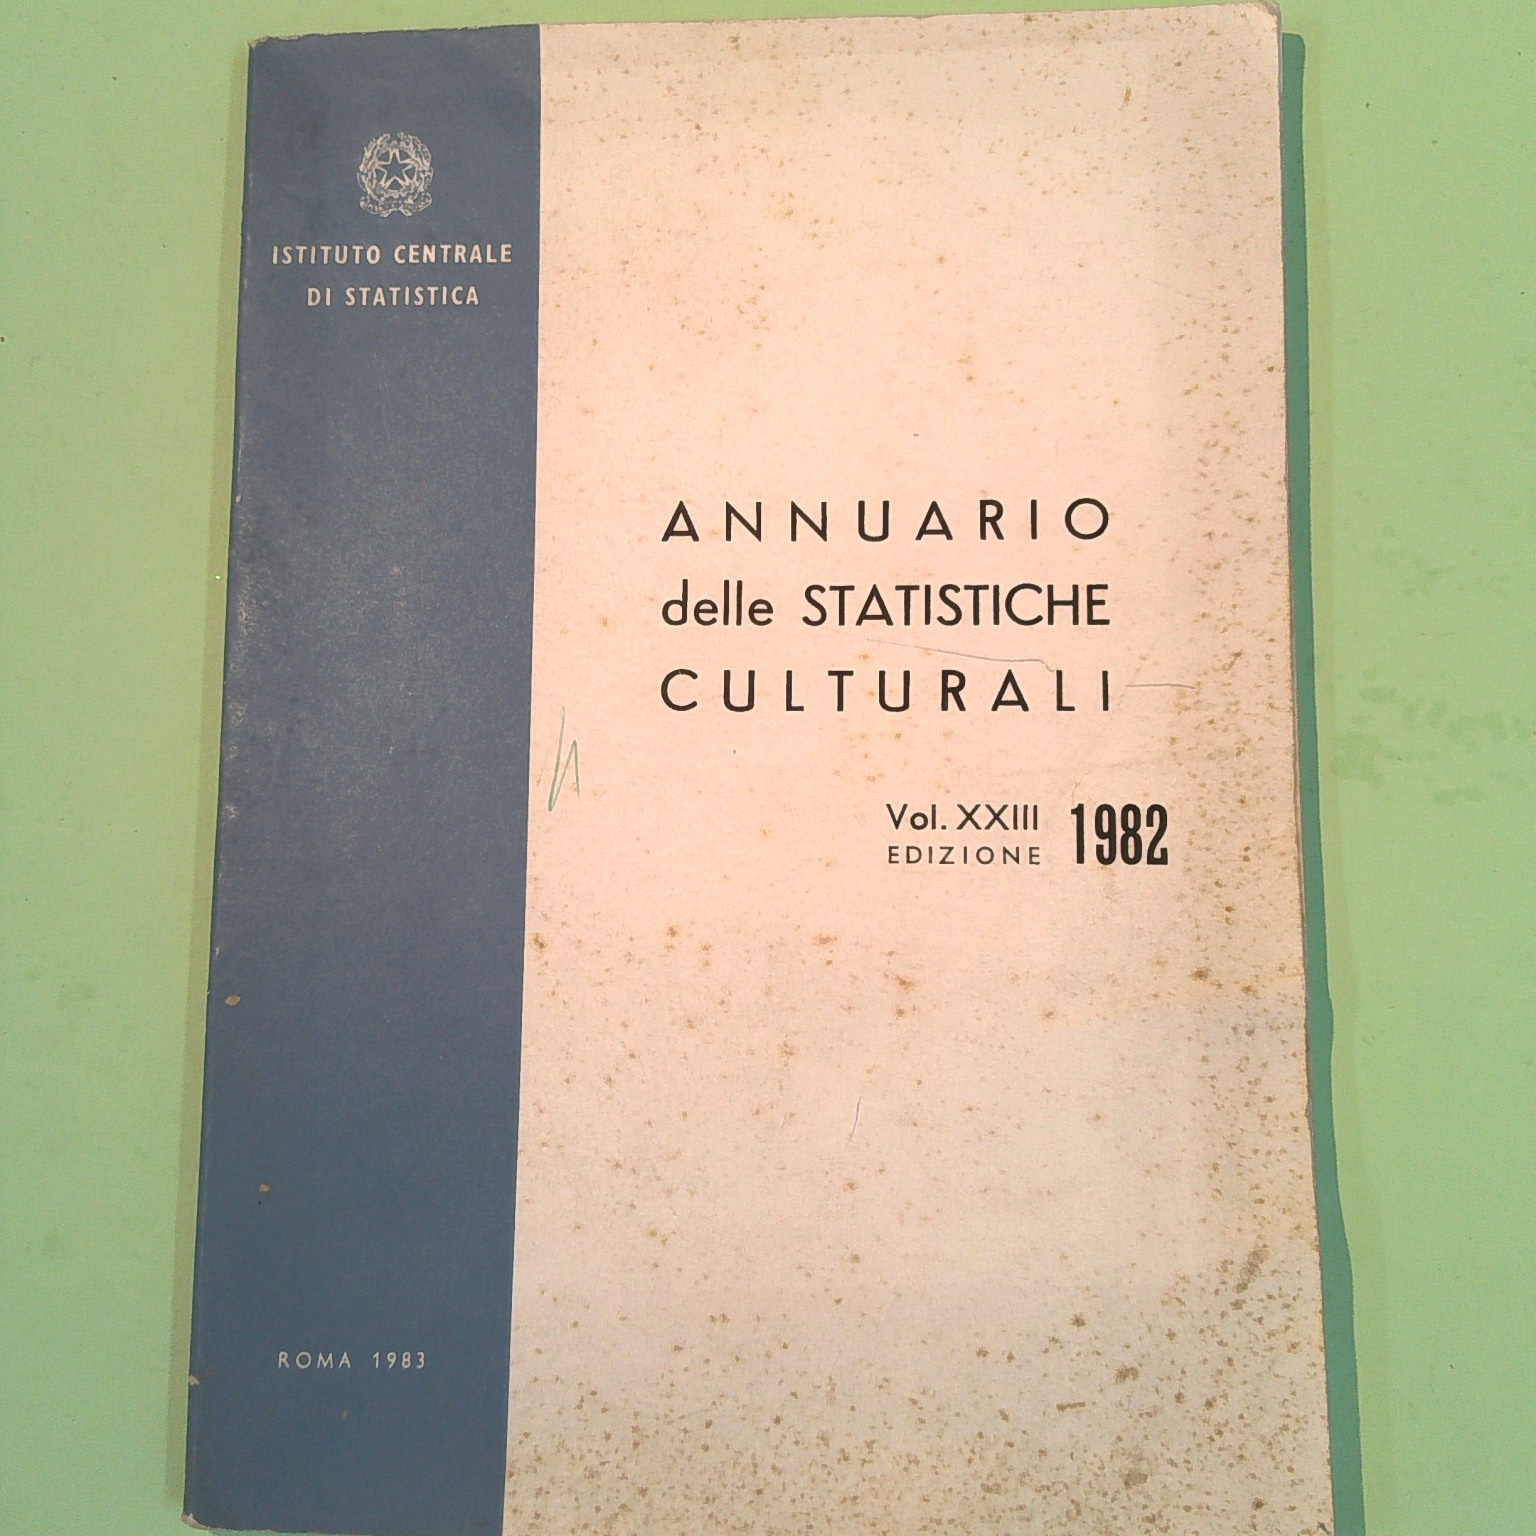 ISTITUTO CENTRALE
DI STATISTICA
ANNUARIO
delle STATISTICHE
CULTURALI
Vol. XXIII
EDIZIONE 1982
ROMA 1983